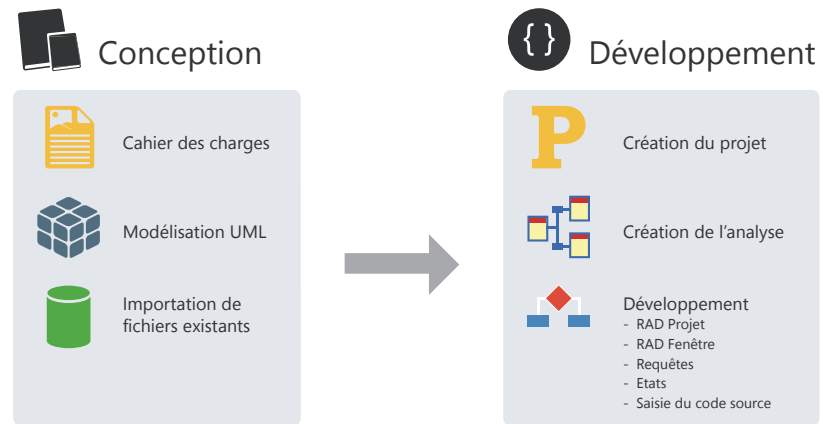 Conception
Cahier des charges
Modélisation UML
Importation de
fichiers existants
{ } Développement
P
Création du projet
Création de l'analyse
Développement
- RAD Projet
- RAD Fenêtre
- Requêtes
- Etats
- Saisie du code source